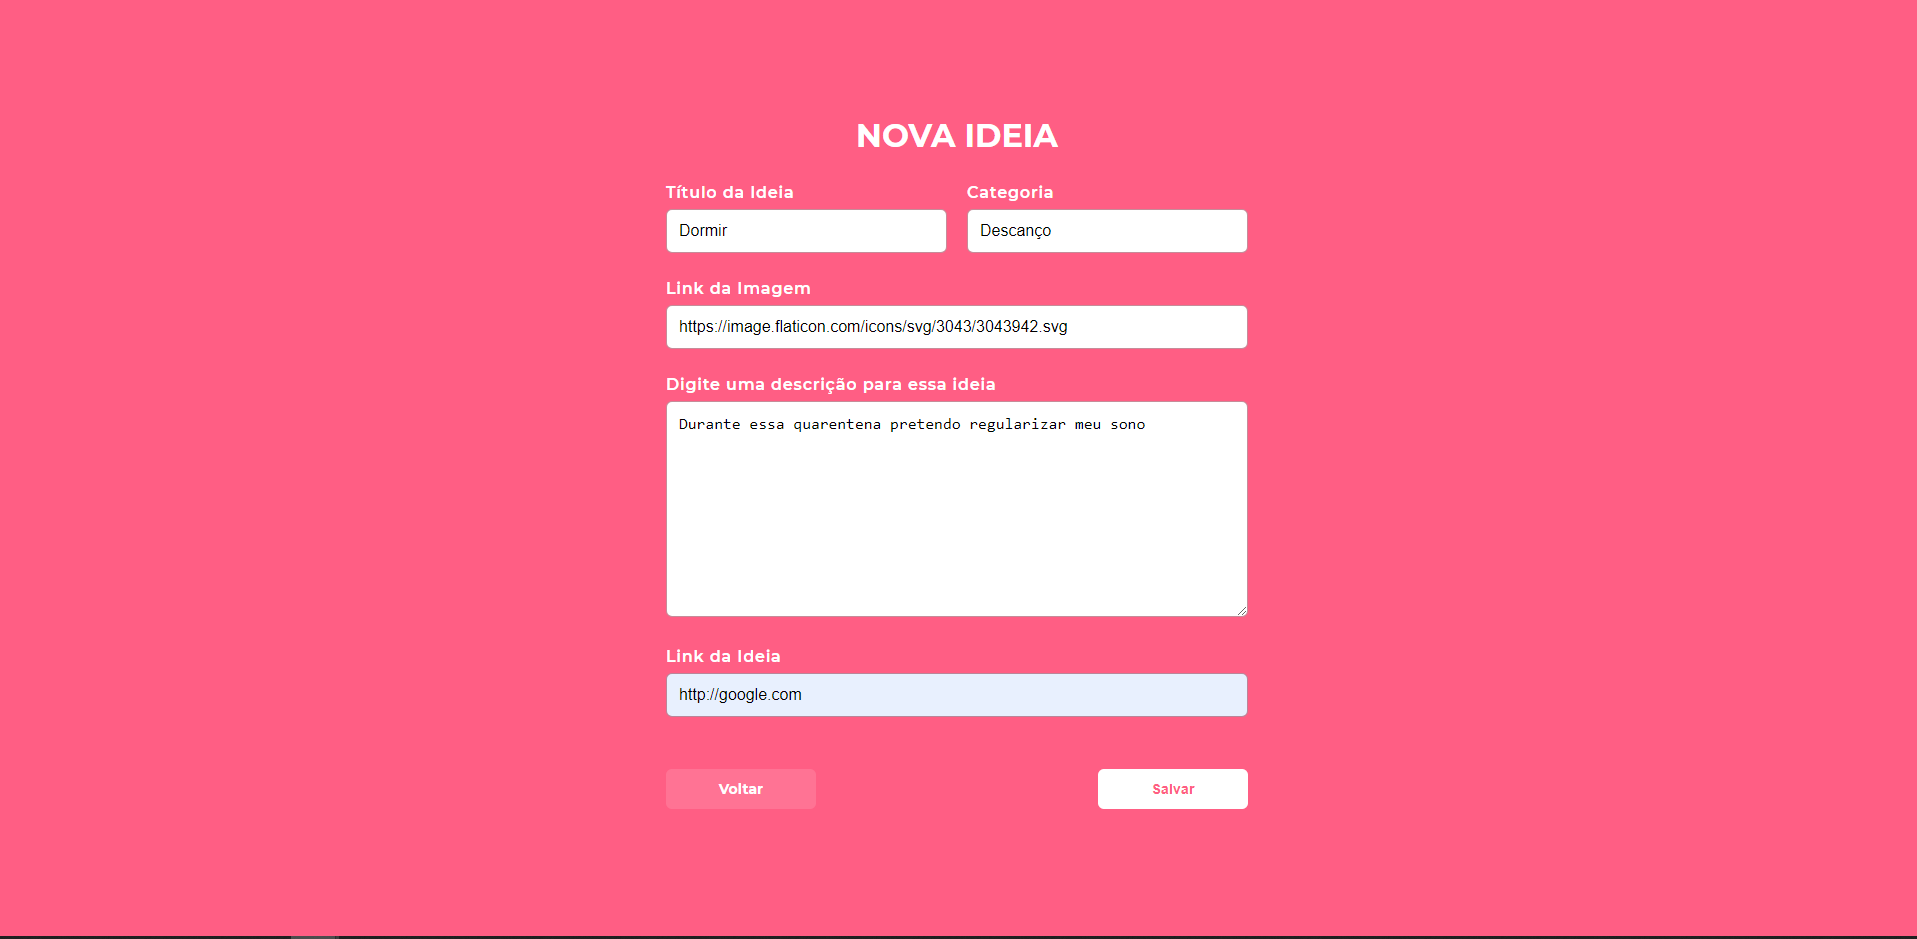 NOVA IDEIA
Título da Ideia
Categoria
Dormir
Descanço
Link da Imagem
https://image.flaticon.com/icons/svg/3043/3043942.svg
Digite uma descrição para essa ideia
Durante essa quarentena pretendo regularizar meu sono
Link da Ideia
http://google.com
Voltar
Salvar